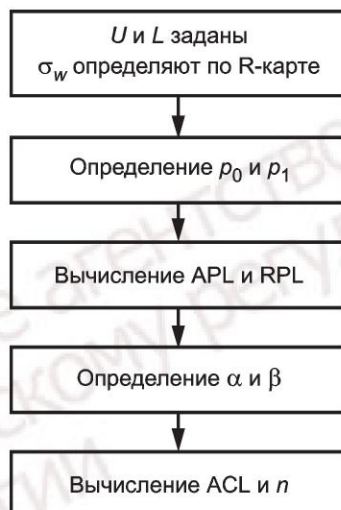 U и L заданы
σw определяют по R-карте
Определение p0 и p1
Вычисление APL и RPL
Определение α и β
Вычисление ACL и n